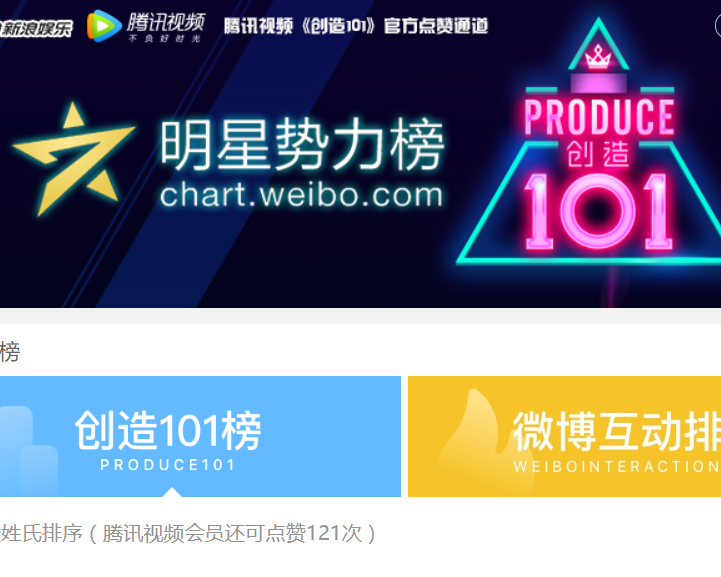 新浪娱乐 腾讯视频 腾讯视频《创造101》官方点赞通道
不负好时光
明星势力榜
chart.weibo.com
PRODUCE
创造
101
榜
创造101榜
PRODUCE101
微博互动排
WEIBOINTERACTION
姓氏排序（腾讯视频会员还可点赞121次）